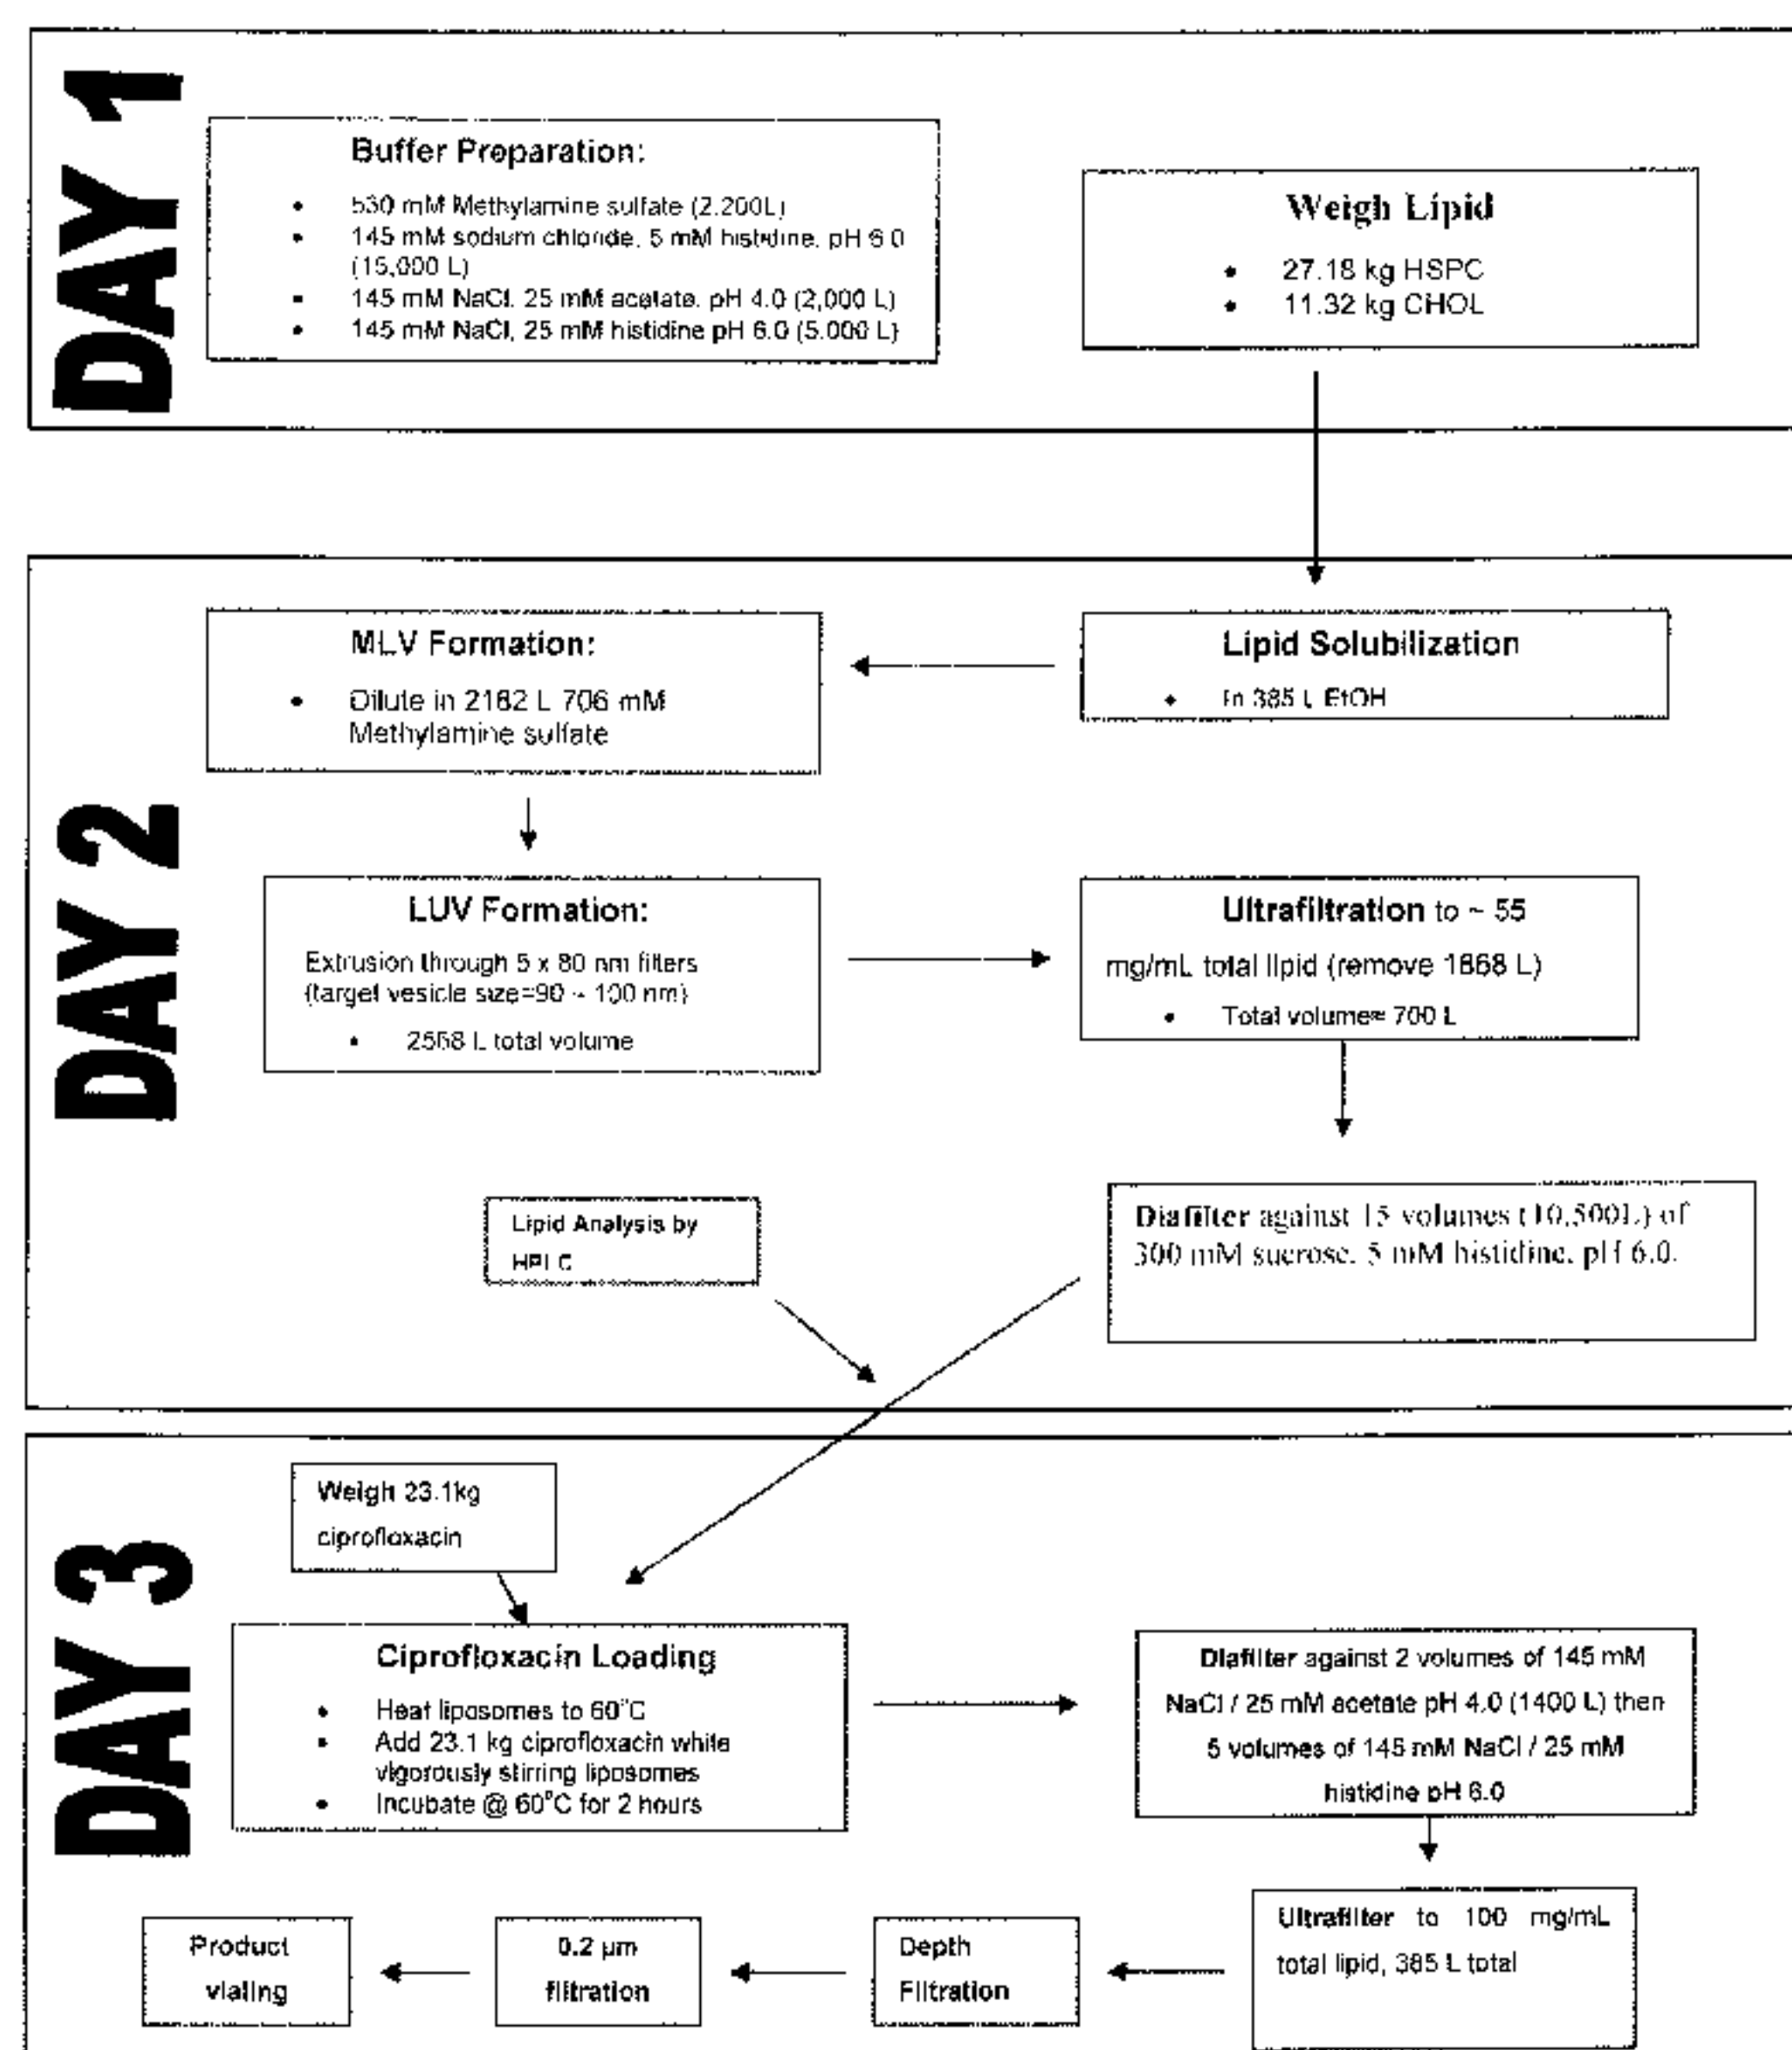 DAY 1
Buffer Preparation:
• 530 mM Methylamine sulfate (2.200L)
• 145 mM sodium chloride, 5 mM histidine, pH 6.0
(15,000 L)
• 145 mM NaCl, 25 mM acetate, pH 4.0 (2,000 L)
• 145 mM NaCl, 25 mM histidine pH 6.0 (5.000 L)
Weigh Lipid
• 27.18 kg HSPC
• 11.32 kg CHOL
DAY 2
Lipid Solubilization
• In 385 L EtOH
MLV Formation:
• Dilute in 2182 L 706 mM
Methylamine sulfate
LUV Formation:
Extrusion through 5 x 80 nm filters
(target vesicle size=90 – 100 nm)
• 2568 L total volume
Ultrafiltration to ~ 55
mg/mL total lipid (remove 1868 L)
• Total volume= 700 L
Diafilter against 15 volumes (10,500L) of
300 mM sucrose, 5 mM histidine, pH 6.0.
Lipid Analysis by
HPLC
DAY 3
Weigh 23.1kg
ciprofloxacin
Ciprofloxacin Loading
• Heat liposomes to 60°C
• Add 23.1 kg ciprofloxacin white
vigorously stirring liposomes
• Incubate @ 60°C for 2 hours
Diafilter against 2 volumes of 145 mM
NaCl / 25 mM acetate pH 4.0 (1400 L) then
5 volumes of 145 mM NaCl / 25 mM
histidine pH 6.0
Ultrafilter to 100 mg/mL
total lipid, 385 L total
Depth
Filtration
0.2 µm
filtration
Product
vialing